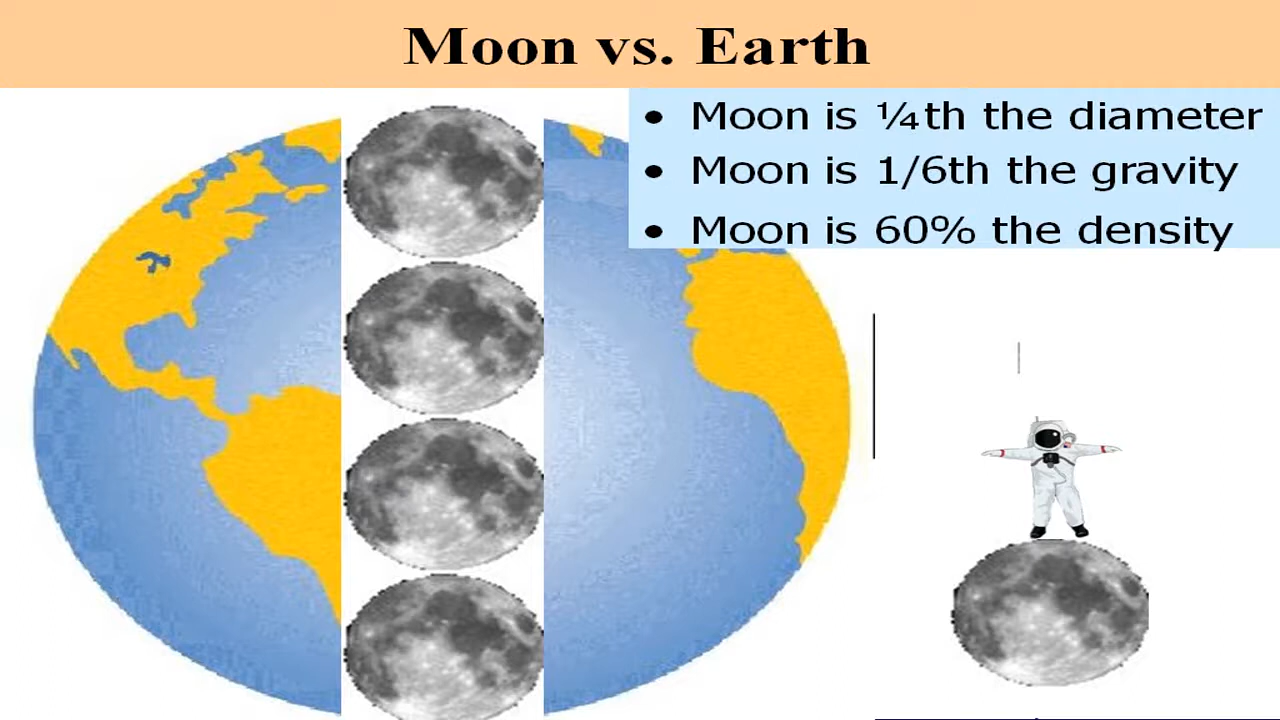 Moon vs. Earth
• Moon is ¼th the diameter
• Moon is 1/6th the gravity
• Moon is 60% the density